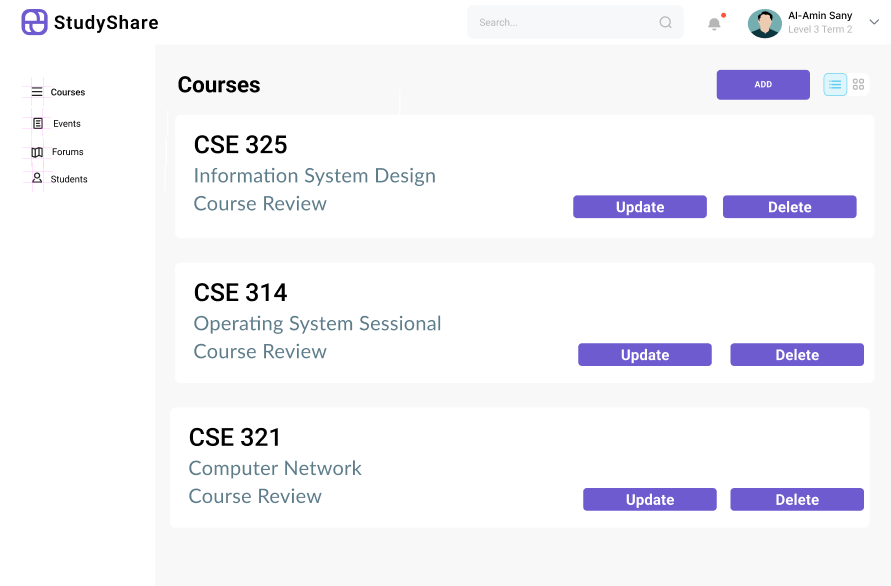 StudyShare
Search...
Al-Amin Sany
Level 3 Term 2
Courses
Events
Forums
Students
Courses
ADD
CSE 325
Information System Design
Course Review
Update
Delete
CSE 314
Operating System Sessional
Course Review
Update
Delete
CSE 321
Computer Network
Course Review
Update
Delete